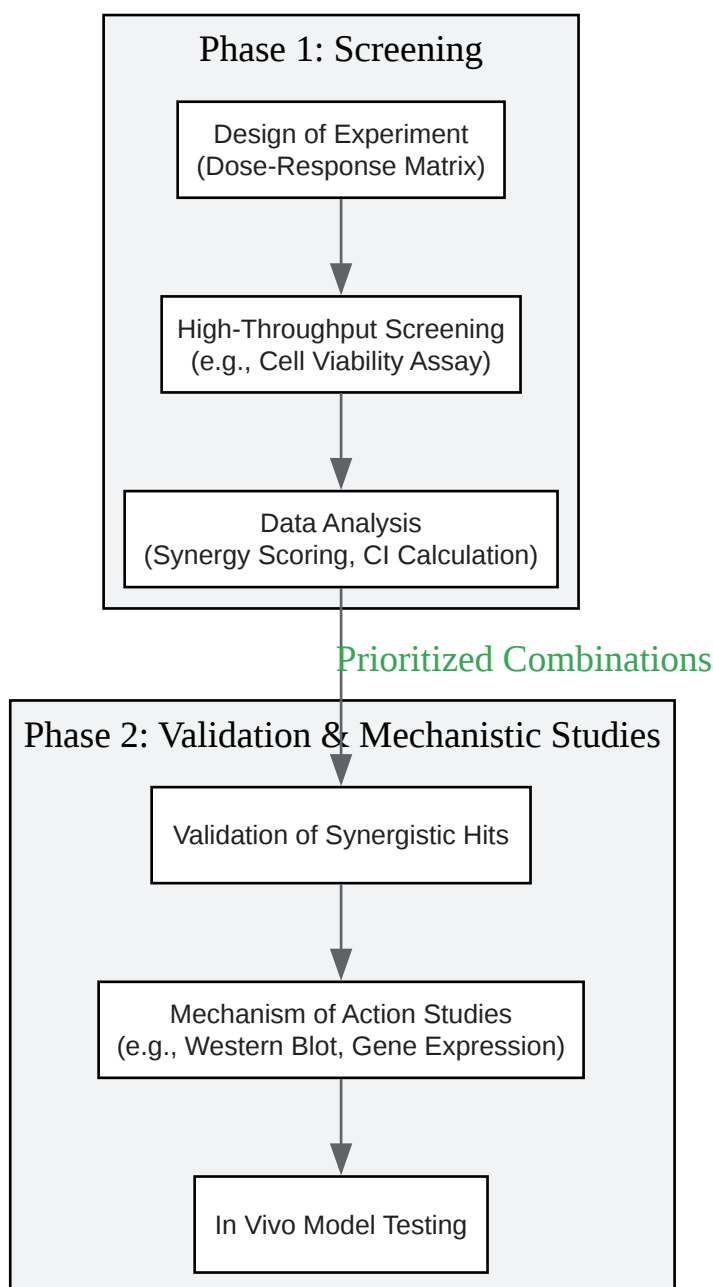 Phase 1: Screening
Design of Experiment
(Dose-Response Matrix)
High-Throughput Screening
(e.g., Cell Viability Assay)
Data Analysis
(Synergy Scoring, CI Calculation)
Prioritized Combinations
Phase 2: Validation & Mechanistic Studies
Validation of Synergistic Hits
Mechanism of Action Studies
(e.g., Western Blot, Gene Expression)
In Vivo Model Testing